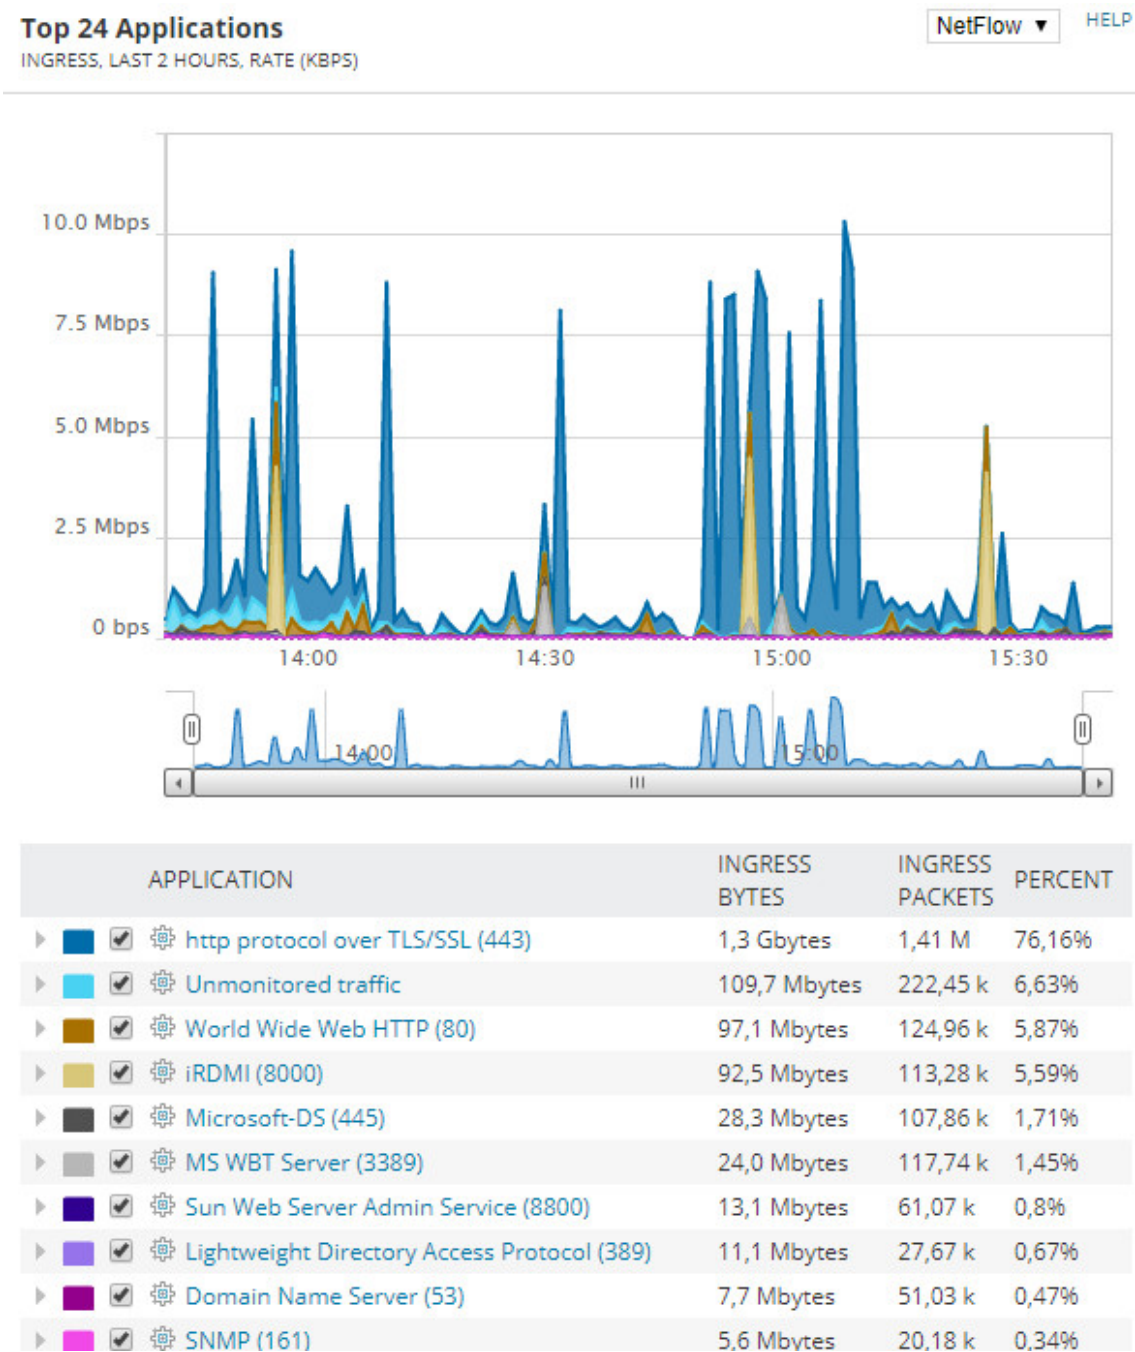 Top 24 Applications
NetFlow ▼
HELP
INGRESS, LAST 2 HOURS, RATE (KBPS)
10.0 Mbps
7.5 Mbps
5.0 Mbps
2.5 Mbps
0 bps
14:00 14:30 15:00 15:30
14:00 15:00
APPLICATION INGRESS BYTES INGRESS PACKETS PERCENT
http protocol over TLS/SSL (443) 1,3 Gbytes 1,41 M 76,16%
Unmonitored traffic 109,7 Mbytes 222,45 k 6,63%
World Wide Web HTTP (80) 97,1 Mbytes 124,96 k 5,87%
iRDMI (8000) 92,5 Mbytes 113,28 k 5,59%
Microsoft-DS (445) 28,3 Mbytes 107,86 k 1,71%
MS WBT Server (3389) 24,0 Mbytes 117,74 k 1,45%
Sun Web Server Admin Service (8800) 13,1 Mbytes 61,07 k 0,8%
Lightweight Directory Access Protocol (389) 11,1 Mbytes 27,67 k 0,67%
Domain Name Server (53) 7,7 Mbytes 51,03 k 0,47%
SNMP (161) 5,6 Mbytes 20,18 k 0,34%